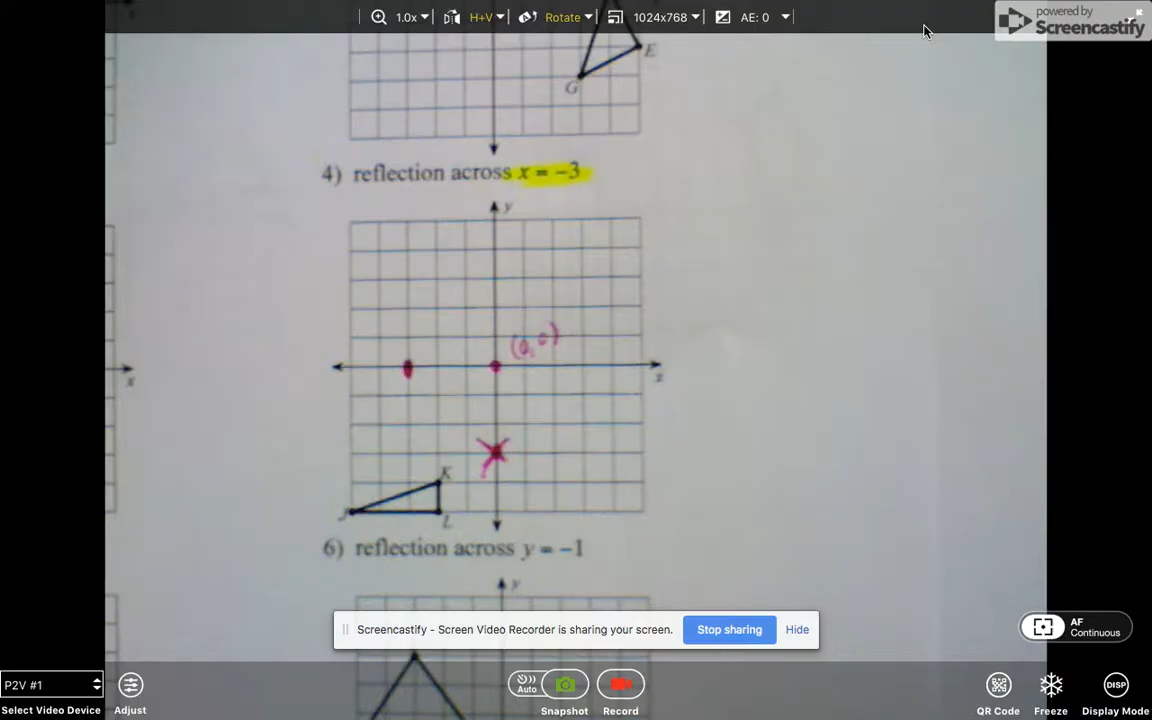 1.0x H+V Rotate 1024x768 AE: 0
powered by
Screencastify
E
G
4) reflection across x = -3
y
(0,0)
x
x
K
J
L
6) reflection across y = -1
y
Screencastify - Screen Video Recorder is sharing your screen. Stop sharing Hide
AF
Continuous
P2V #1
Auto
DISP
Select Video Device Adjust Snapshot Record QR Code Freeze Display Mode